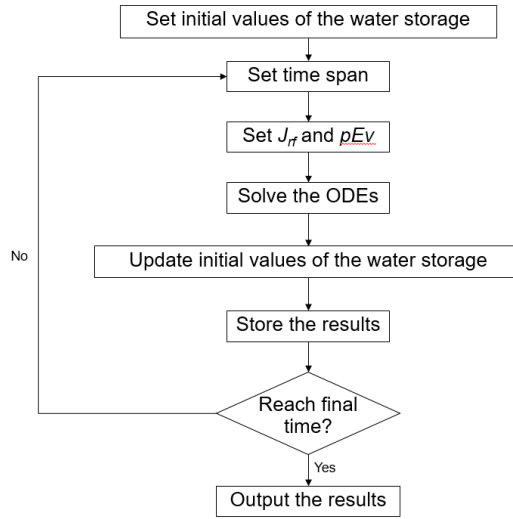 Set initial values of the water storage
Set time span
Set Jrf and pEv
Solve the ODEs
Update initial values of the water storage
No
Store the results
Reach final
time?
Yes
Output the results